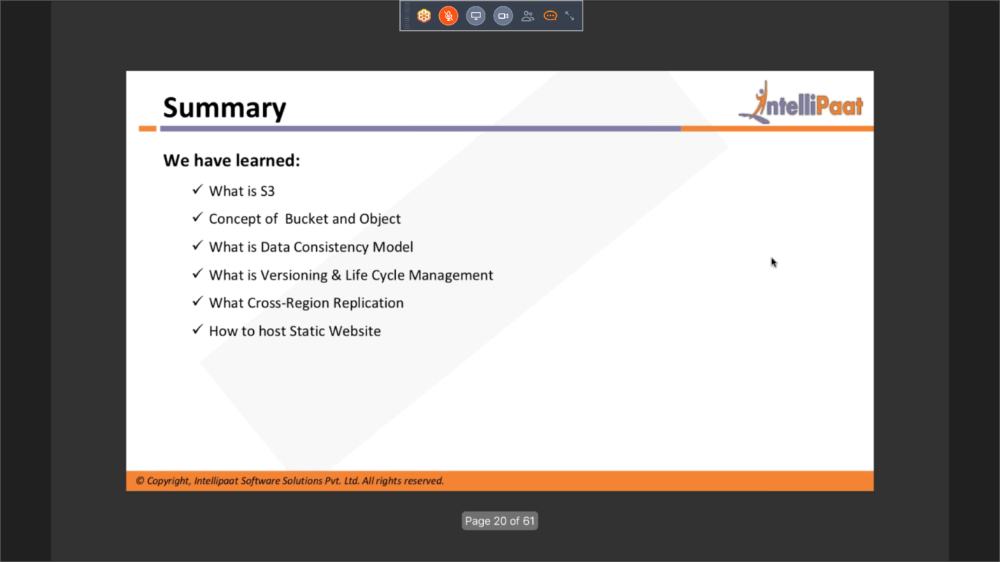 Summary
IntelliPaat
We have learned:
✓ What is S3
✓ Concept of Bucket and Object
✓ What is Data Consistency Model
✓ What is Versioning & Life Cycle Management
✓ What Cross-Region Replication
✓ How to host Static Website
© Copyright, Intellipaat Software Solutions Pvt. Ltd. All rights reserved.
Page 20 of 61